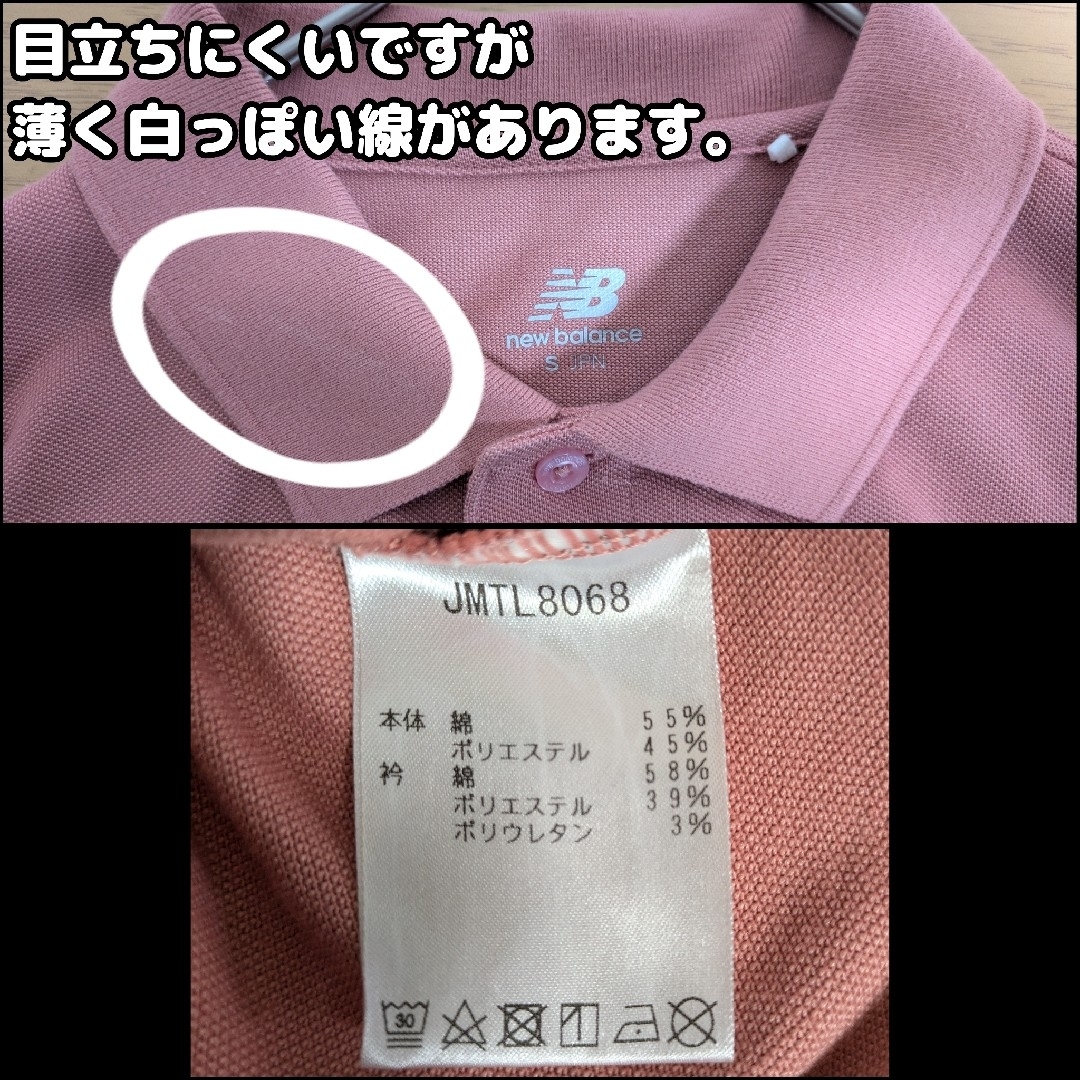 目立ちにくいですが
薄く白っぽい線があります。
NB
new balance
S JPN
JMTL8068
本体 綿 55%
ポリエステル 45%
衿 綿 58%
ポリエステル 39%
ポリウレタン 3%
30